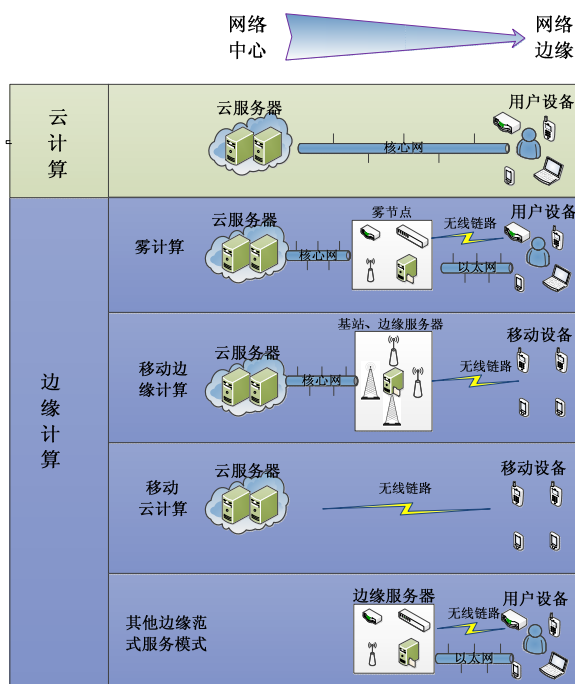 网络
中心
网络
边缘
云
计
算
云服务器
核心网
用户设备
边
缘
计
算
雾计算
云服务器
核心网
雾节点
无线链路
以太网
用户设备
移动边
缘计算
云服务器
核心网
基站、边缘服务器
无线链路
移动设备
移动
云计算
云服务器
无线链路
移动设备
其他边缘范
式服务模式
边缘服务器
无线链路
以太网
用户设备